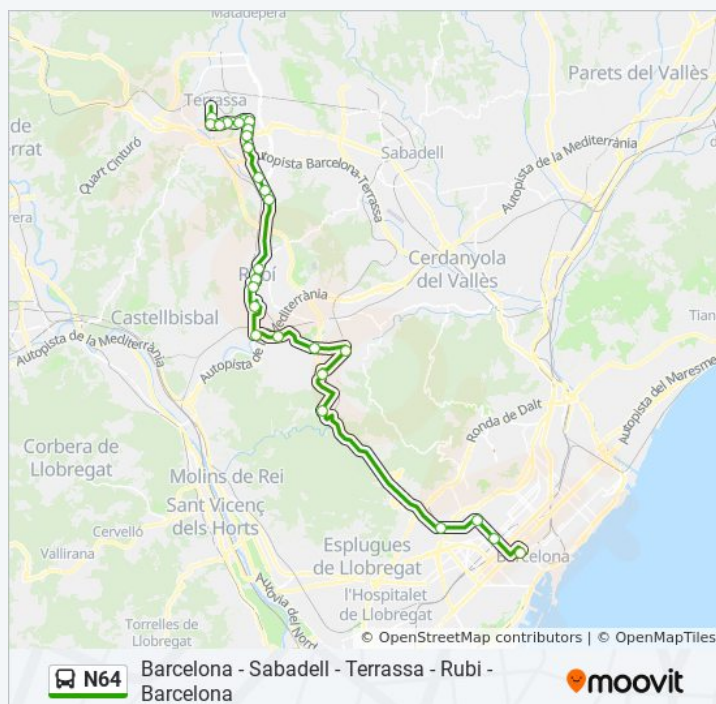 Matadepera
Parets del Vallès
Terrassa
de
rrat
Quart Cinturó
Autopista Barcelona-Terrassa
Sabadell
Autopista de la Mediterrània
Cerdanyola
del Vallès
Rubí
Castellbisbal
Autopista de la Mediterrània
Autopista de la Mediterrània
Tian
Autopista del Maresme
Ronda de Dalt
Corbera de
Llobregat
Molins de Rei
Sant Vicenç
dels Horts
Cervelló
Vallirana
Esplugues
de Llobregat
Barcelona
l'Hospitalet
de Llobregat
Autovia del Nord
Torrelles de
Llobregat
© OpenStreetMap contributors | © OpenMapTiles
N64
Barcelona - Sabadell - Terrassa - Rubi -
Barcelona
moovit